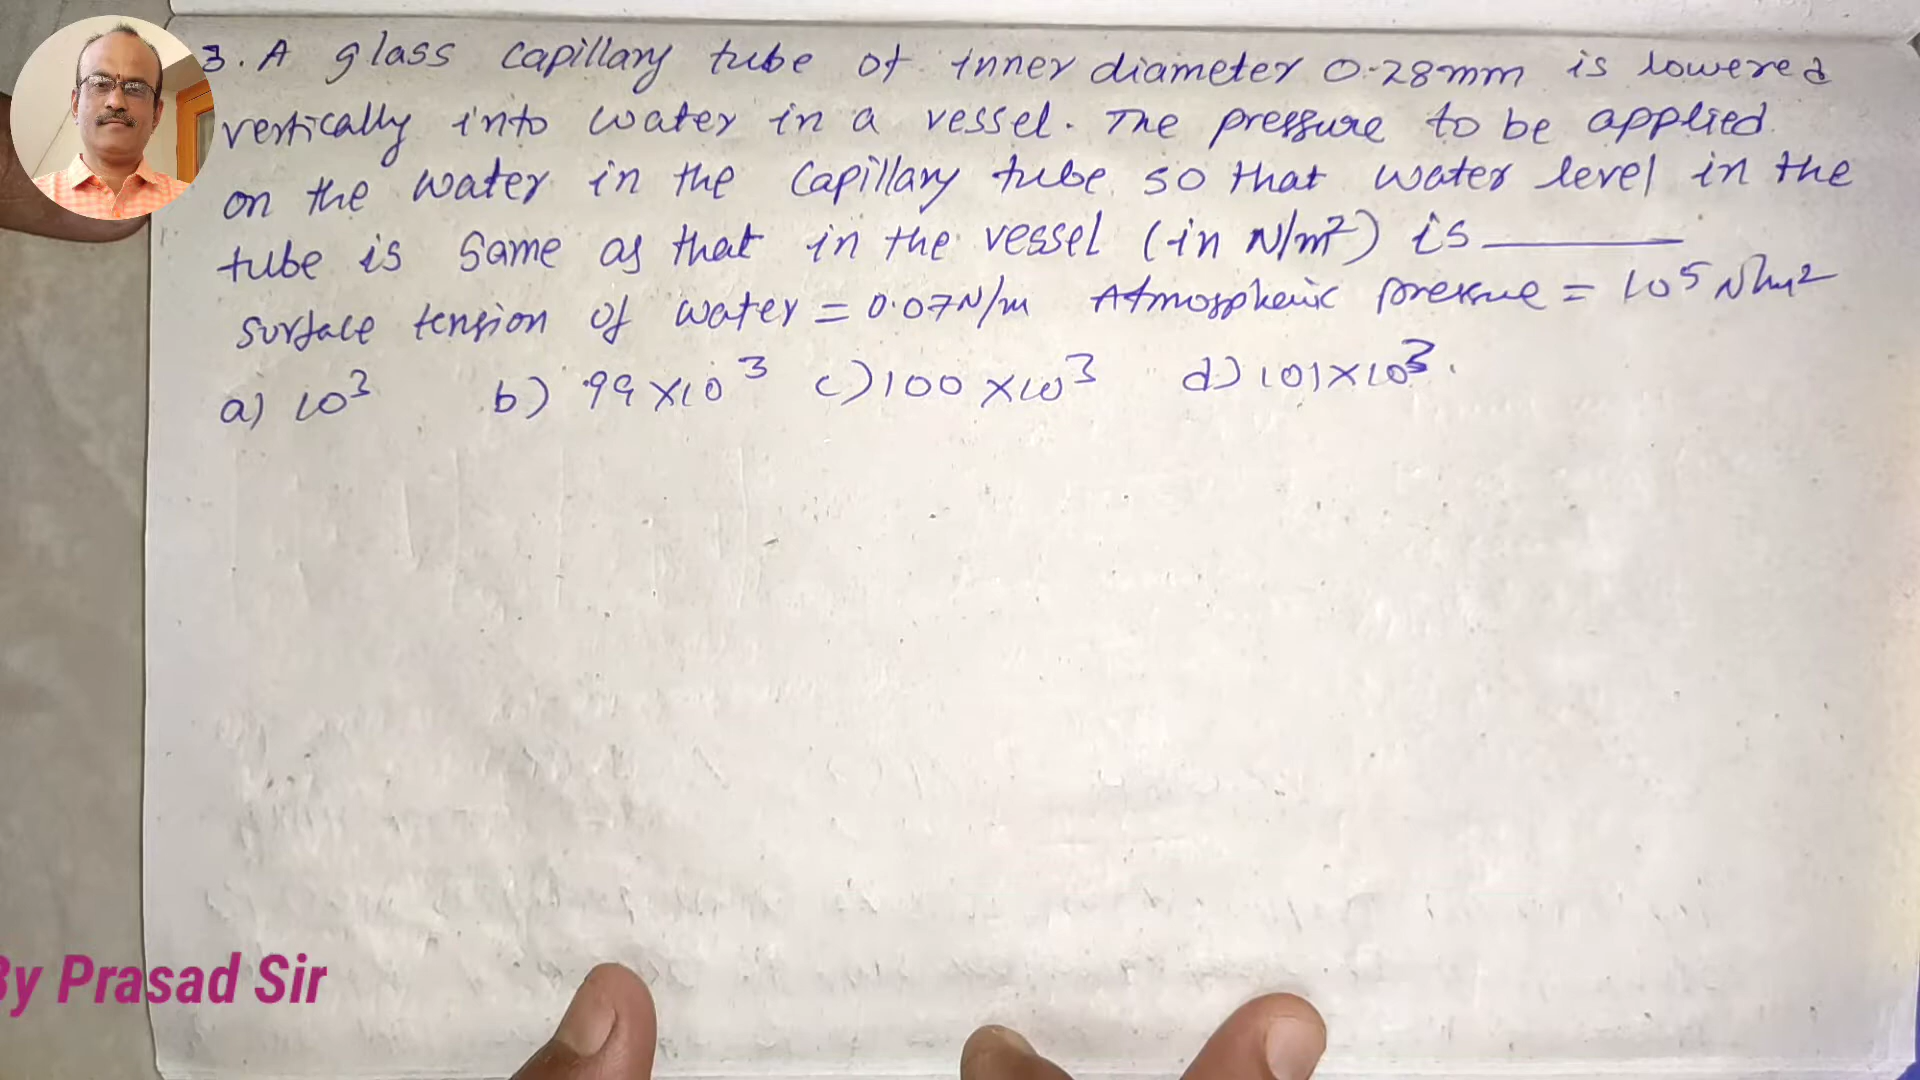 3. A glass capillary tube of inner diameter 0.28mm is lowered
vertically into water in a vessel. The pressure to be applied
on the water in the capillary tube so that water level in the
tube is same as that in the vessel (in N/m²) is ______
surface tension of water = 0.07N/m Atmospheric pressure = 10⁵ N/m²
a) 10³ b) 99 ×10³ c) 100 ×10³ d) 101×10³.
By Prasad Sir